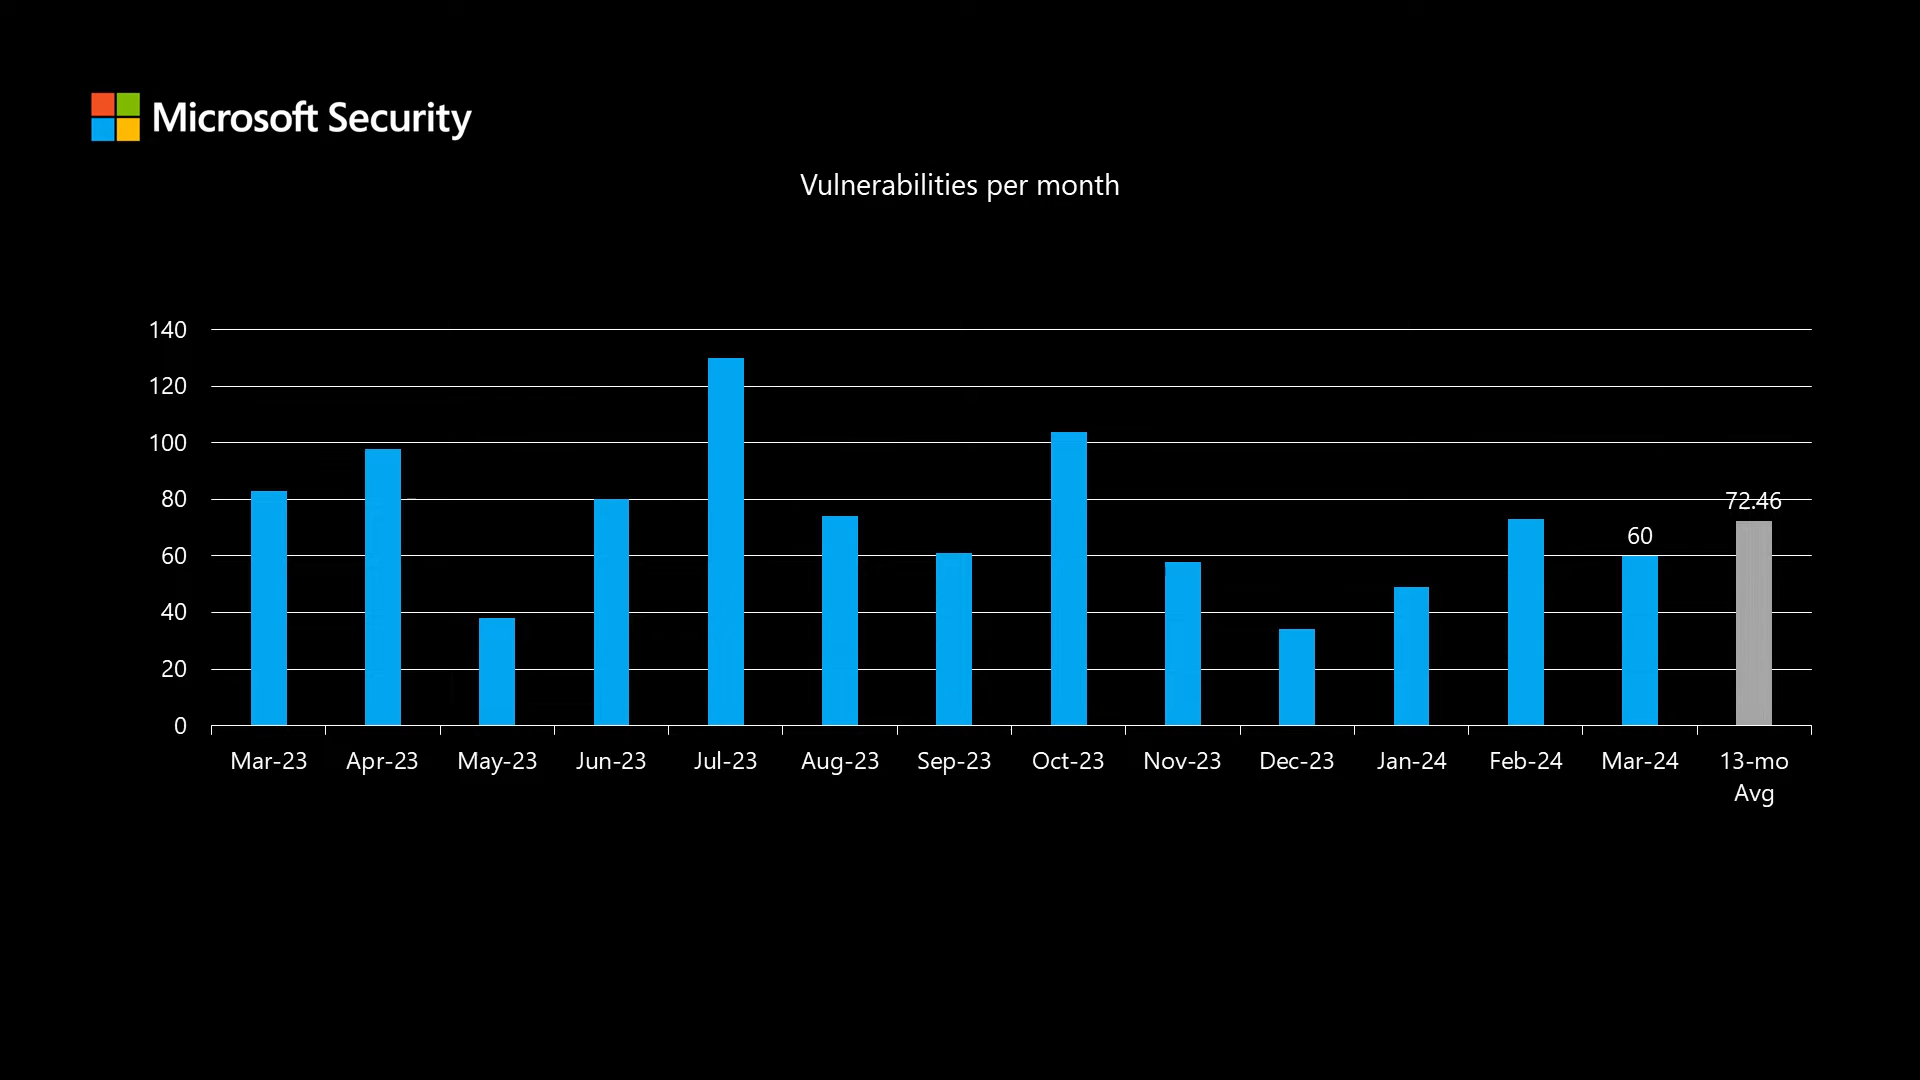 Microsoft Security
Vulnerabilities per month
140
120
100
80
60
40
20
0
72.46
60
Mar-23 Apr-23 May-23 Jun-23 Jul-23 Aug-23 Sep-23 Oct-23 Nov-23 Dec-23 Jan-24 Feb-24 Mar-24 13-mo
Avg